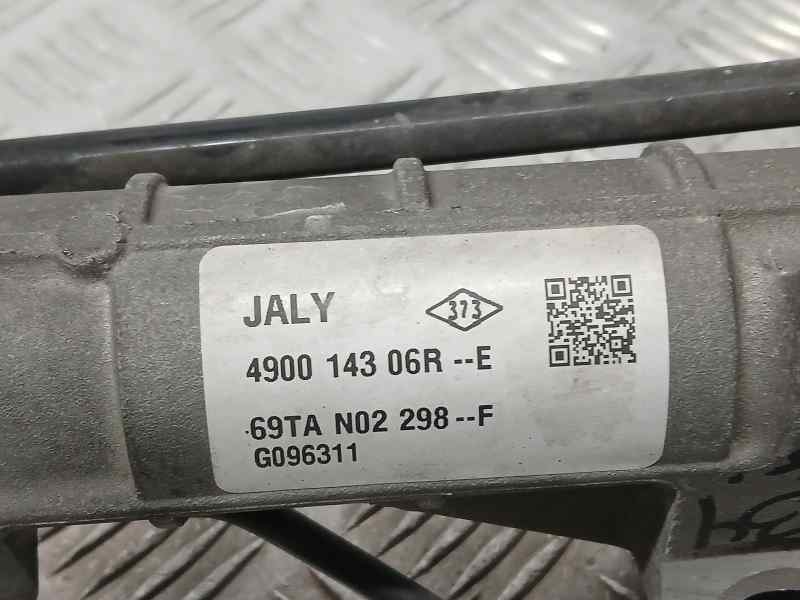 JALY
373
4900 143 06R --E
69TA N02 298 --F
G096311